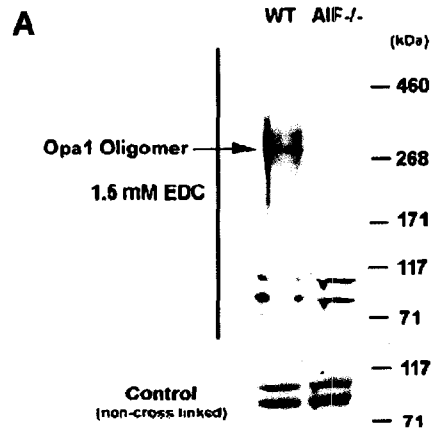 A
WT AIF-/-
(kDa)
460
Opa1 Oligomer
268
1.5 mM EDC
171
117
71
117
Control
(non-cross linked)
71